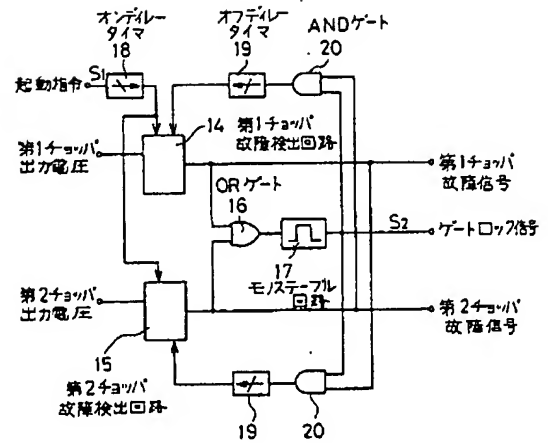 オンディレー
タイマ
18
オフディレー
タイマ
19
ANDゲート
20
起動指令
S1
14
第1チョッパ
故障検出回路
第1チョッパ
出力電圧
第1チョッパ
故障信号
ORゲート
16
S2
ゲートロック信号
17
モノステーブル
回路
第2チョッパ
出力電圧
第2チョッパ
故障信号
15
第2チョッパ
故障検出回路
19
20